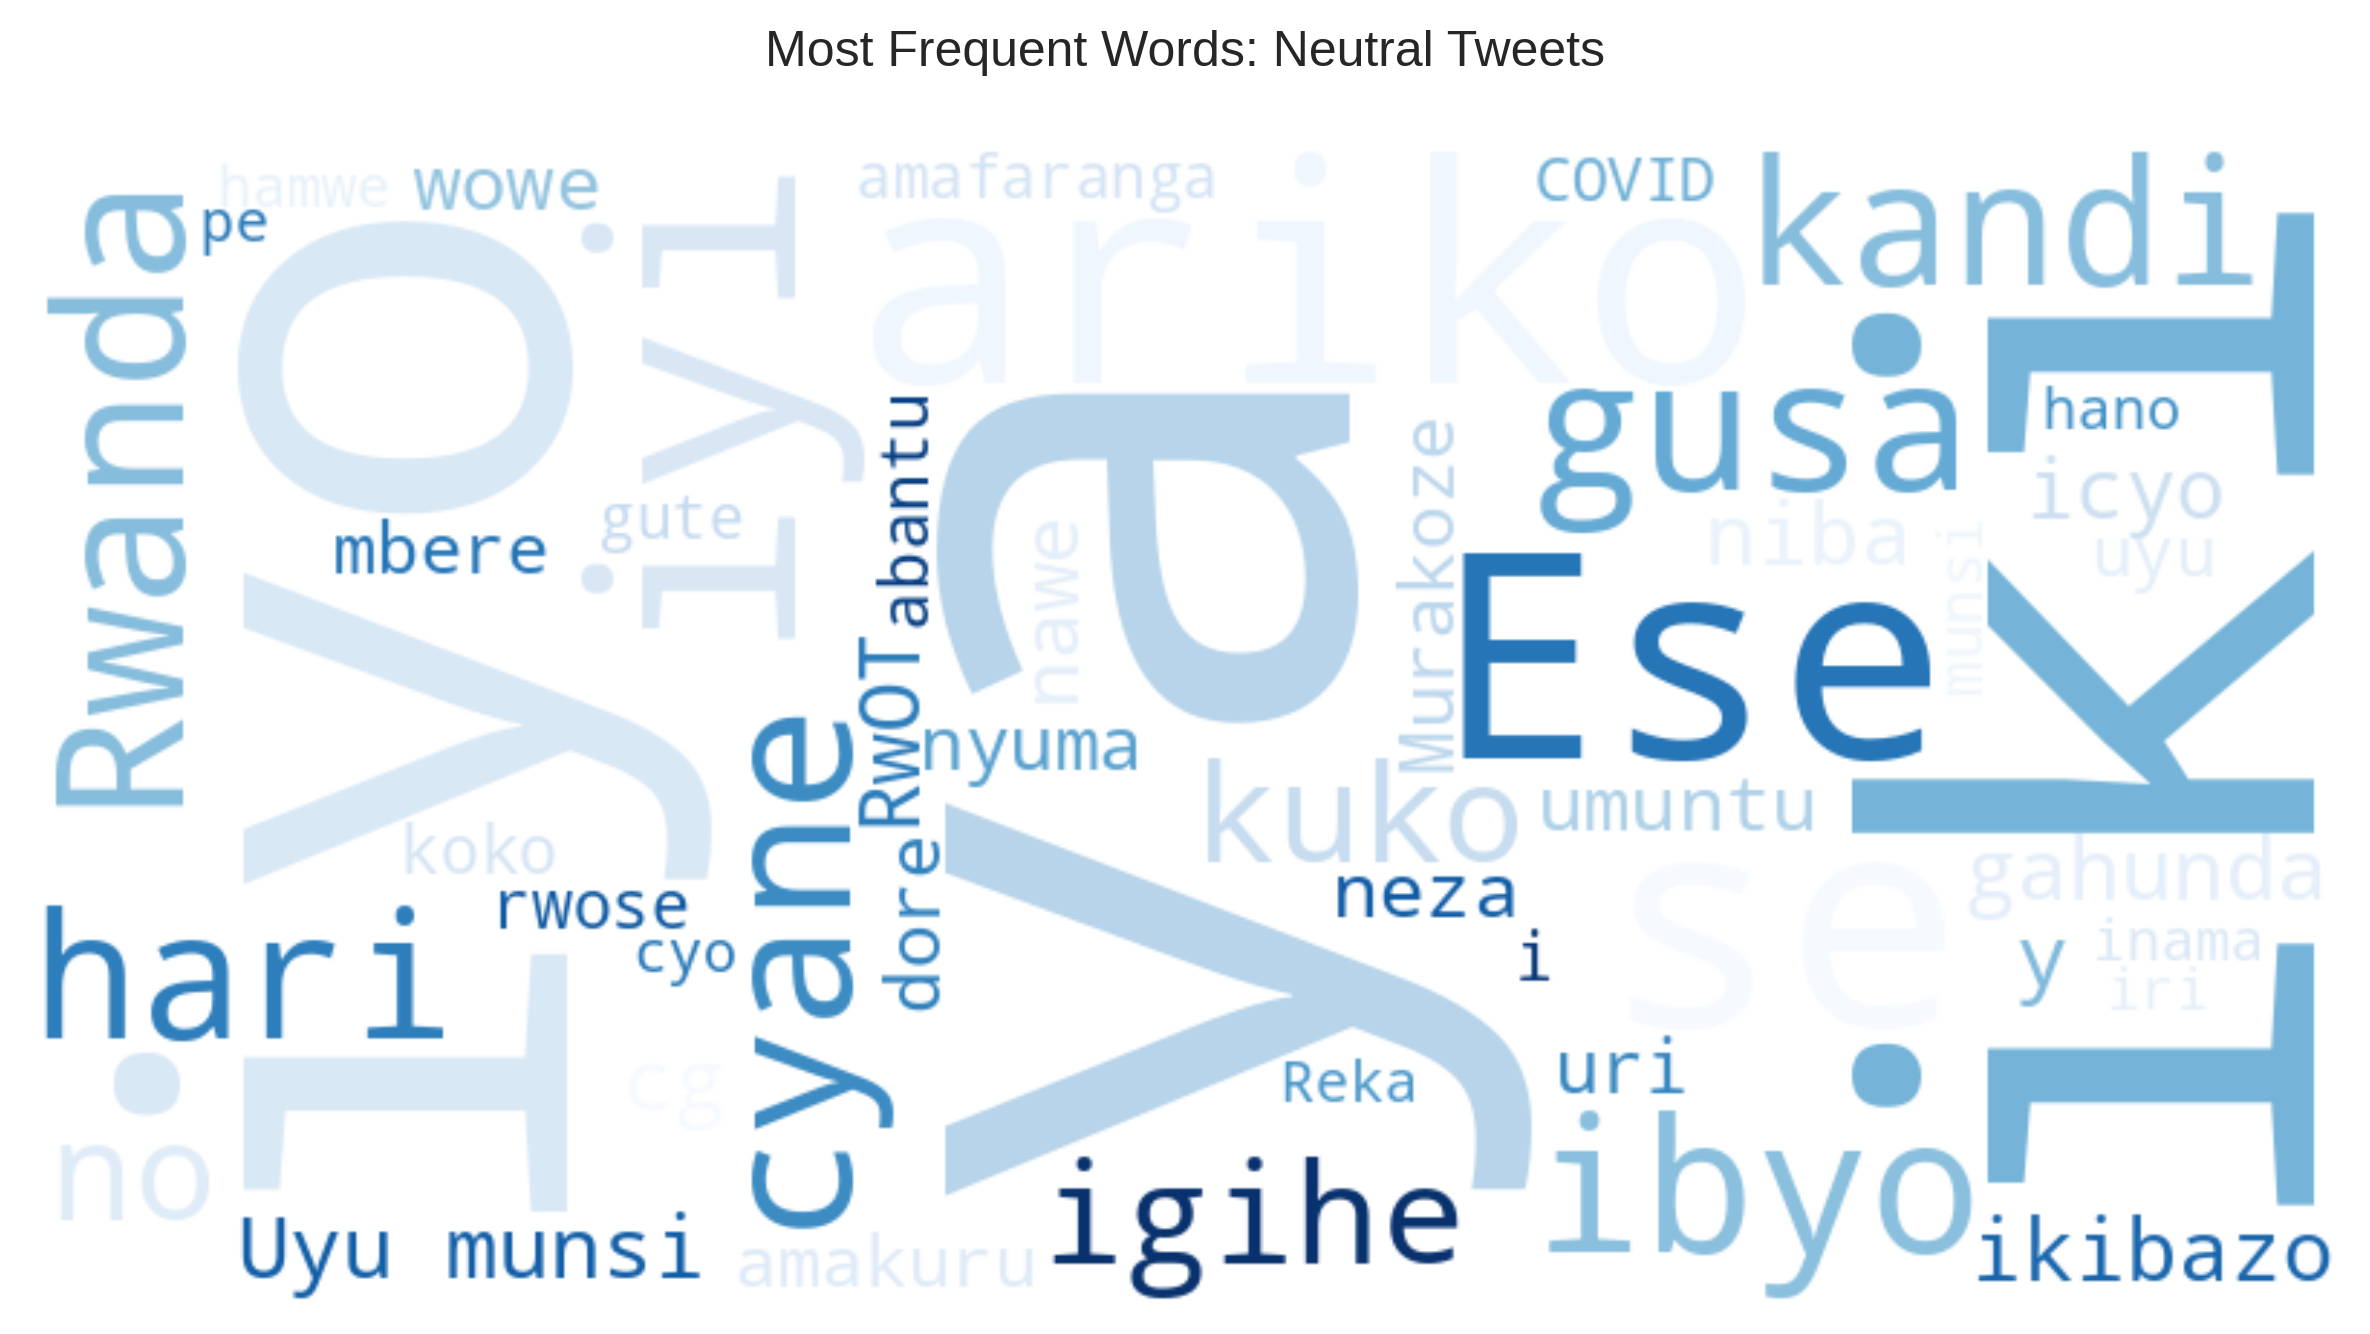 Most Frequent Words: Neutral Tweets
hamwe
wowe
amafaranga
COVID
kandi
pe
Rwanda
iyo
iyi
ariko
gusa
hano
iki
icyo
niba
uyu
munsi
mbere
gute
abantu
ya
nawe
Murakoze
Ese
RwOT
nyuma
kuko
umuntu
koko
cyane
dore
neza
se
gahunda
hari
rwose
cyo
i
y
inama
iri
ni
no
cg
Reka
uri
ibyo
igihe
Uyu munsi
amakuru
ikibazo